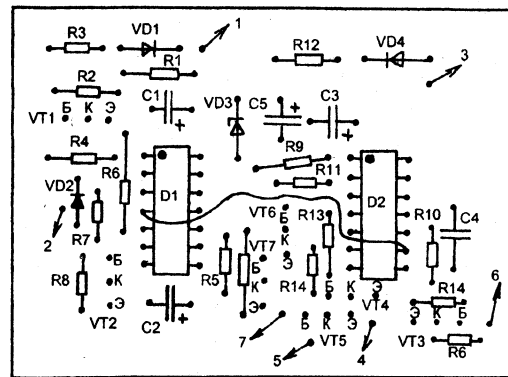 R3 VD1 1 R12 VD4 3
R1
R2 C1 VD3 C5 C3
Б К Э
VT1
R4 R6 D1 R9 D2
R11
VD2 VT6 Б R13 R10 C4
2 R7 К
Б VT7 Э
R8 К R5 Б К R14 Б К Э R14 6
Э Э VT4
VT2 C2 7 Б К Э Э К Б
VT5 VT3
5 4 R6